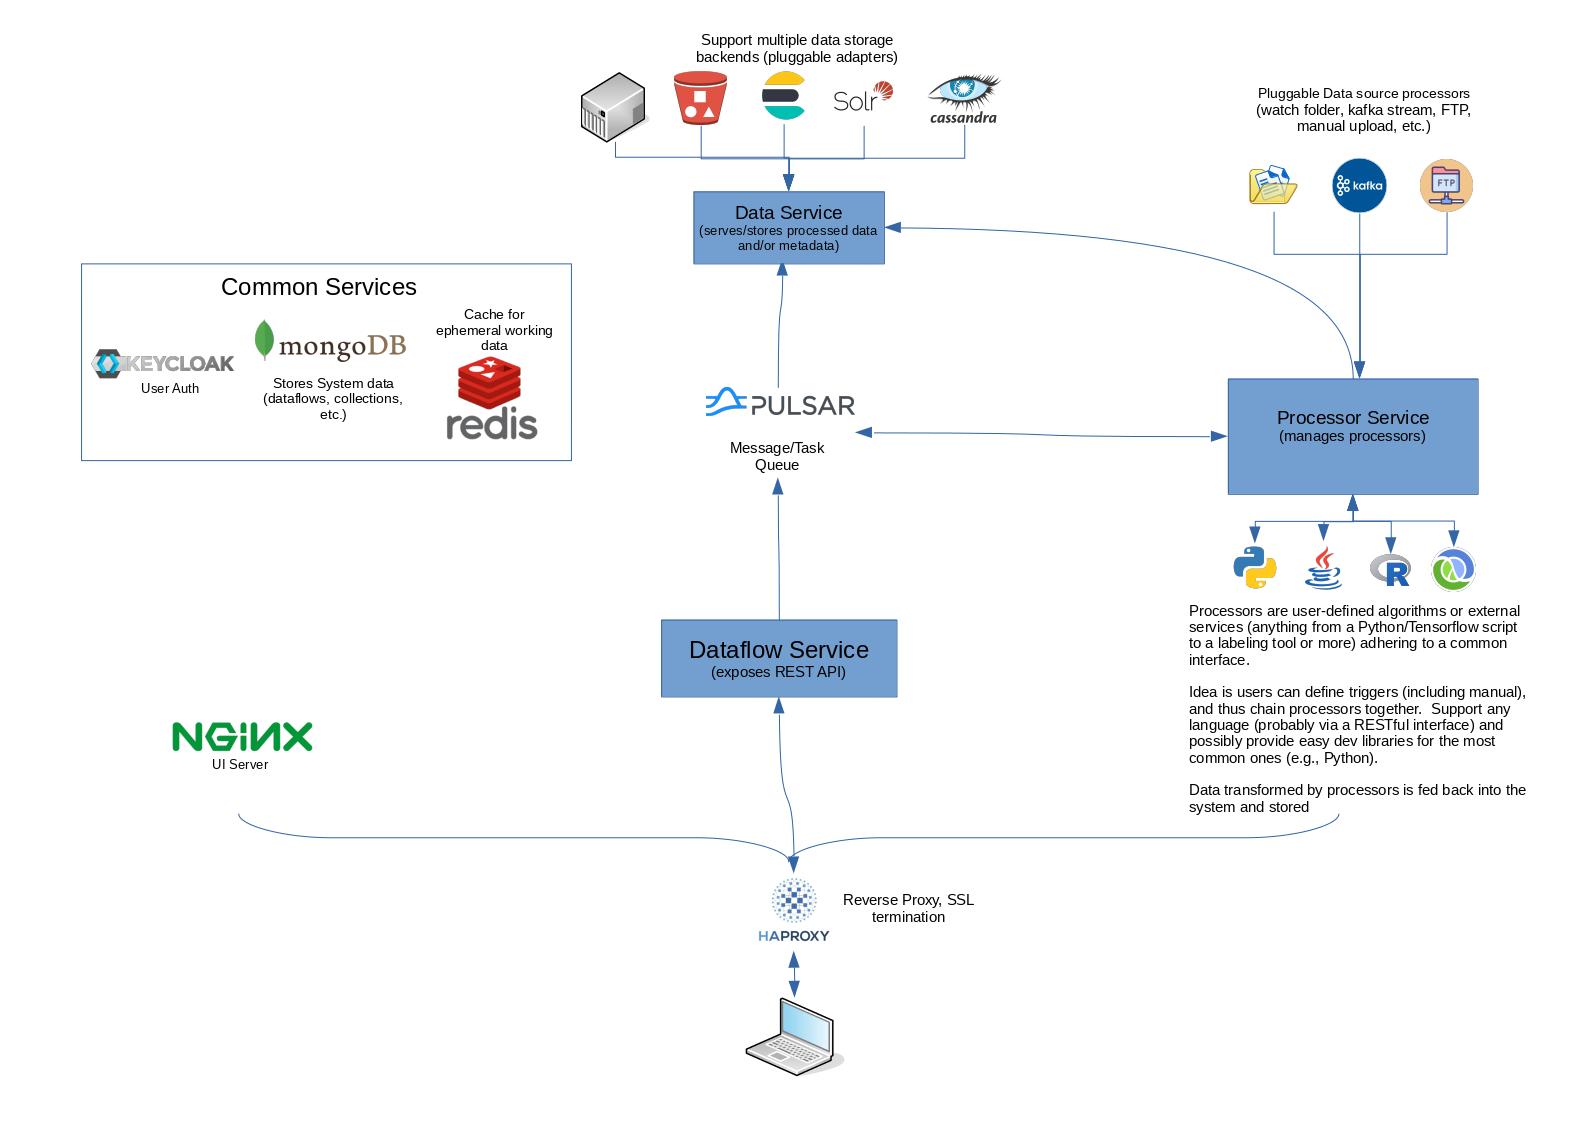 Support multiple data storage
backends (pluggable adapters)
Solr
cassandra
Pluggable Data source processors
(watch folder, kafka stream, FTP,
manual upload, etc.)
kafka
FTP
Data Service
(serves/stores processed data
and/or metadata)
Common Services
KEYCLOAK
User Auth
mongoDB
Stores System data
(dataflows, collections,
etc.)
Cache for
ephemeral working
data
redis
PULSAR
Message/Task
Queue
Processor Service
(manages processors)
R
Processors are user-defined algorithms or external
services (anything from a Python/Tensorflow script
to a labeling tool or more) adhering to a common
interface.
Idea is users can define triggers (including manual),
and thus chain processors together.  Support any
language (probably via a RESTful interface) and
possibly provide easy dev libraries for the most
common ones (e.g., Python).
Data transformed by processors is fed back into the
system and stored
Dataflow Service
(exposes REST API)
NGiNX
UI Server
HAPROXY
Reverse Proxy, SSL
termination